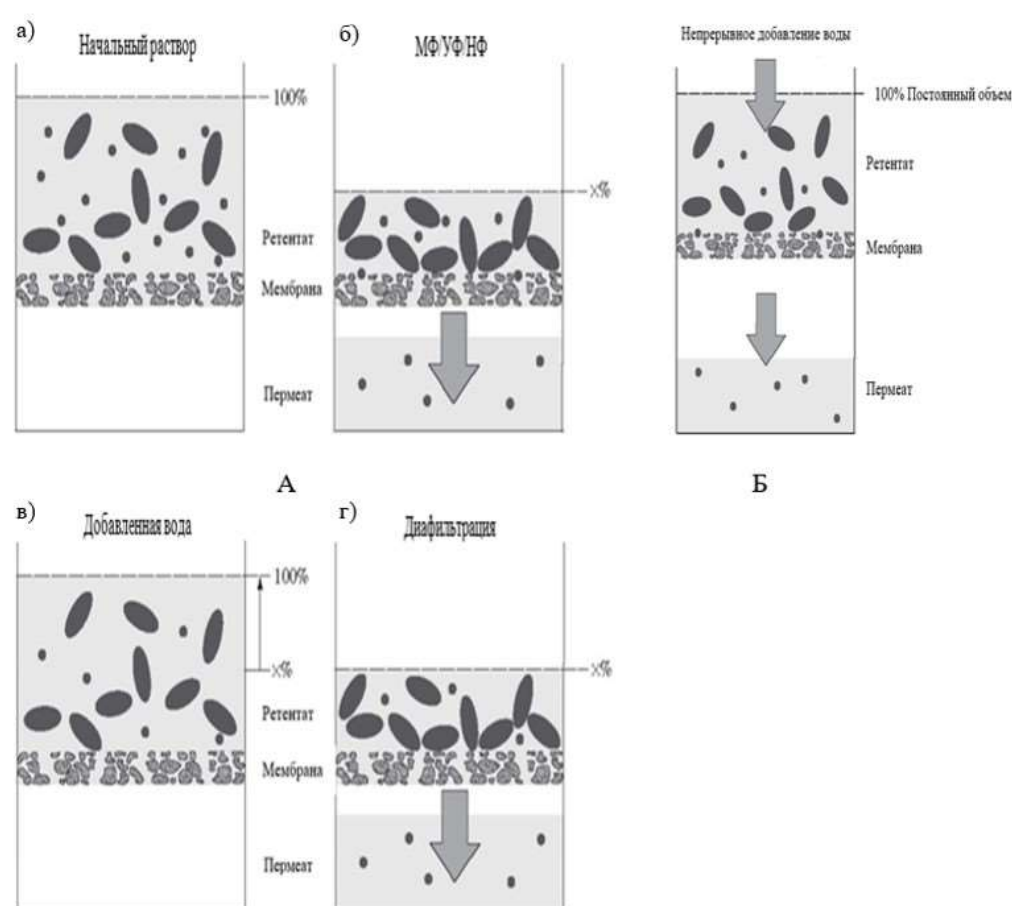 а)
Начальный раствор
100%
Ретентат
Мембрана
б)
МФ/УФ/НФ
X%
Пермеат
Непрерывное добавление воды
100% Постоянный объем
Ретентат
Мембрана
Пермеат
А
Б
в)
Добавленная вода
100%
X%
Ретентат
Мембрана
Пермеат
г)
Диафильтрация
X%